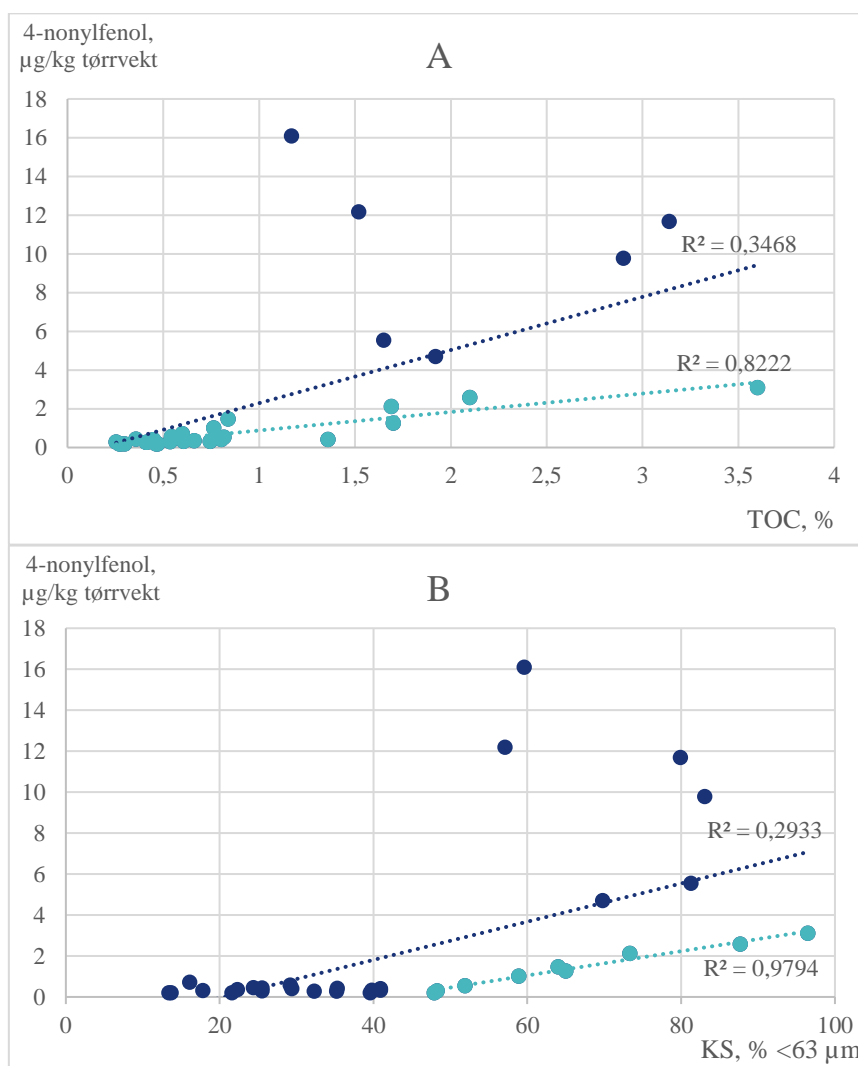 4-nonylfenol,
µg/kg tørrvekt
A
18
16
14
12
10
8
6
4
2
0
R² = 0,3468
R² = 0,8222
0 0,5 1 1,5 2 2,5 3 3,5 4
TOC, %
4-nonylfenol,
µg/kg tørrvekt
B
18
16
14
12
10
8
6
4
2
0
R² = 0,2933
R² = 0,9794
0 20 40 60 80 100
KS, % <63 µm